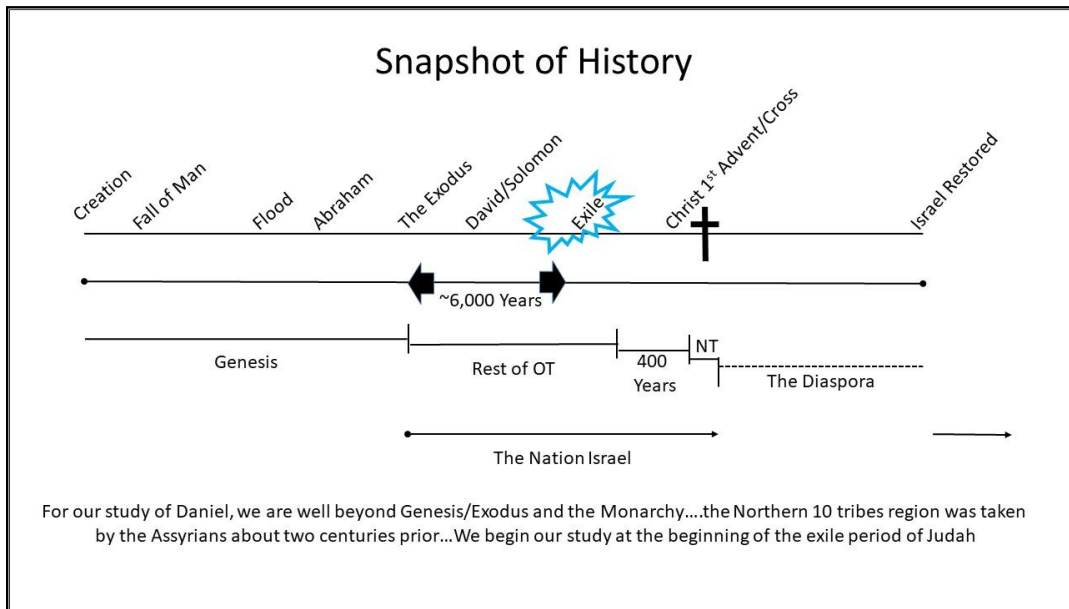 Snapshot of History
Creation
Fall of Man
Flood
Abraham
The Exodus
David/Solomon
Exile
Christ 1st Advent/Cross
Israel Restored
~6,000 Years
Genesis
Rest of OT
400
Years
NT
The Diaspora
The Nation Israel
For our study of Daniel, we are well beyond Genesis/Exodus and the Monarchy....the Northern 10 tribes region was taken
by the Assyrians about two centuries prior...We begin our study at the beginning of the exile period of Judah